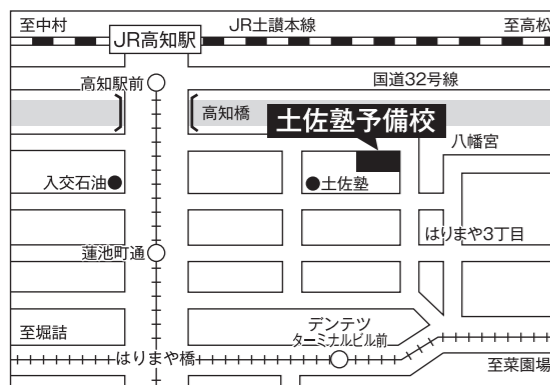 至中村
JR土讃本線
至高松
JR高知駅
高知駅前
国道32号線
高知橋
土佐塾予備校
八幡宮
入交石油
土佐塾
はりまや3丁目
蓮池町通
至堀詰
デンテツ
ターミナルビル前
はりまや橋
至菜園場